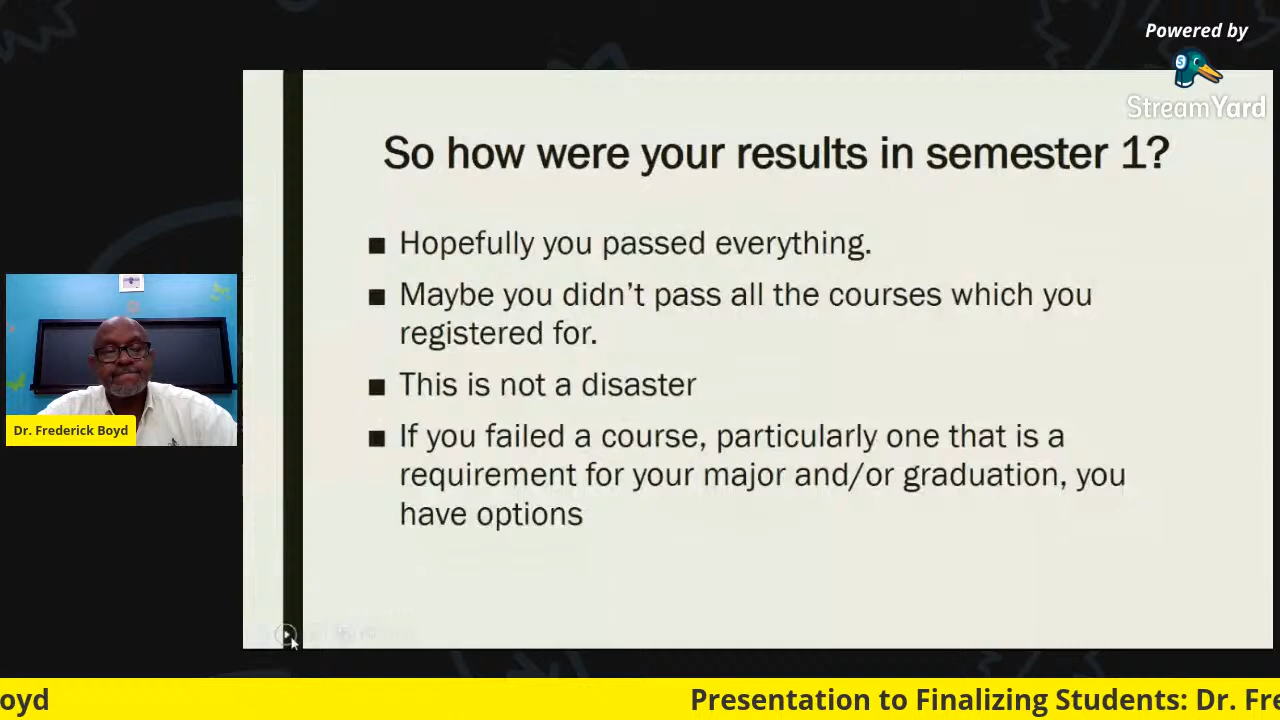 Powered by
StreamYard
So how were your results in semester 1?
■ Hopefully you passed everything.
■ Maybe you didn't pass all the courses which you
registered for.
■ This is not a disaster
■ If you failed a course, particularly one that is a
requirement for your major and/or graduation, you
have options
Dr. Frederick Boyd
oyd Presentation to Finalizing Students: Dr. Fre